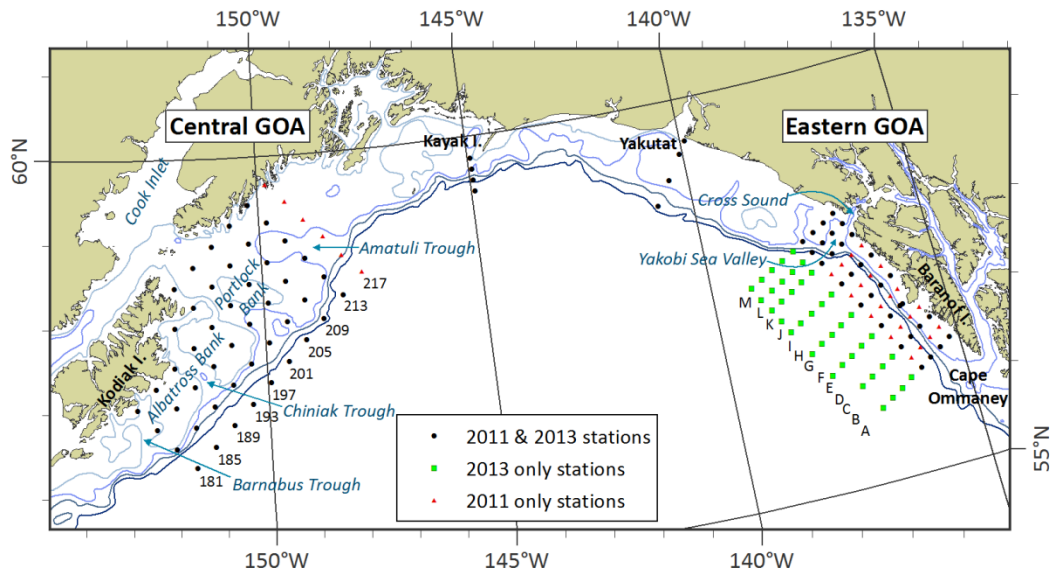 150°W
145°W
140°W
135°W
60°N
Central GOA
Kayak I.
Yakutat
Eastern GOA
Cook Inlet
Cross Sound
Amatuli Trough
Yakobi Sea Valley
217
Portlock
Bank
213
Baranof I.
M
L
209
K
J
205
I
H
Kodiak I.
Albatross Bank
201
G
F
197
E
Cape
Ommaney
D
Chiniak Trough
193
C
B
A
189
2011 & 2013 stations
55°N
185
2013 only stations
181
Barnabus Trough
2011 only stations
150°W
145°W
140°W